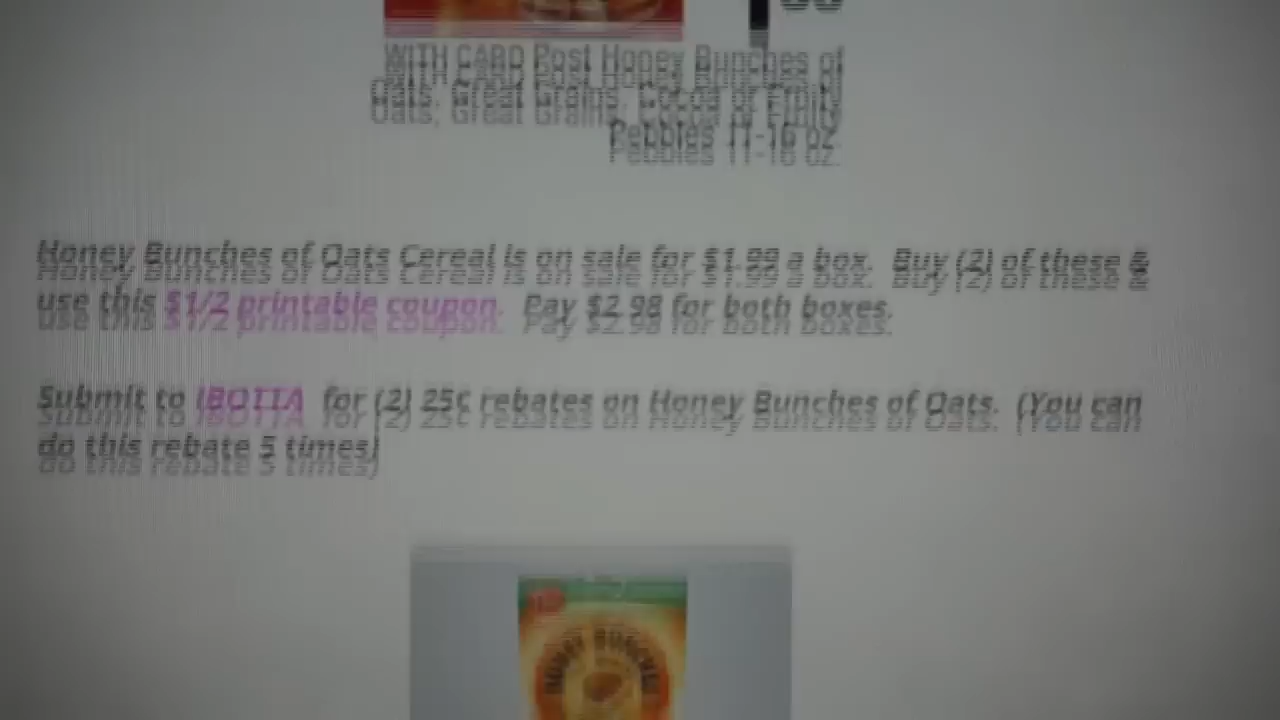 WITH CARD Post Honey Bunches of
Oats, Great Grains, Cocoa or Fruity
Pebbles 11-16 oz.
Honey Bunches of Oats Cereal is on sale for $1.99 a box. Buy (2) of these &
use this $1/2 printable coupon. Pay $2.98 for both boxes.
Submit to IBOTTA for (2) 25¢ rebates on Honey Bunches of Oats. (You can
do this rebate 5 times)
HONEY BUNCHES